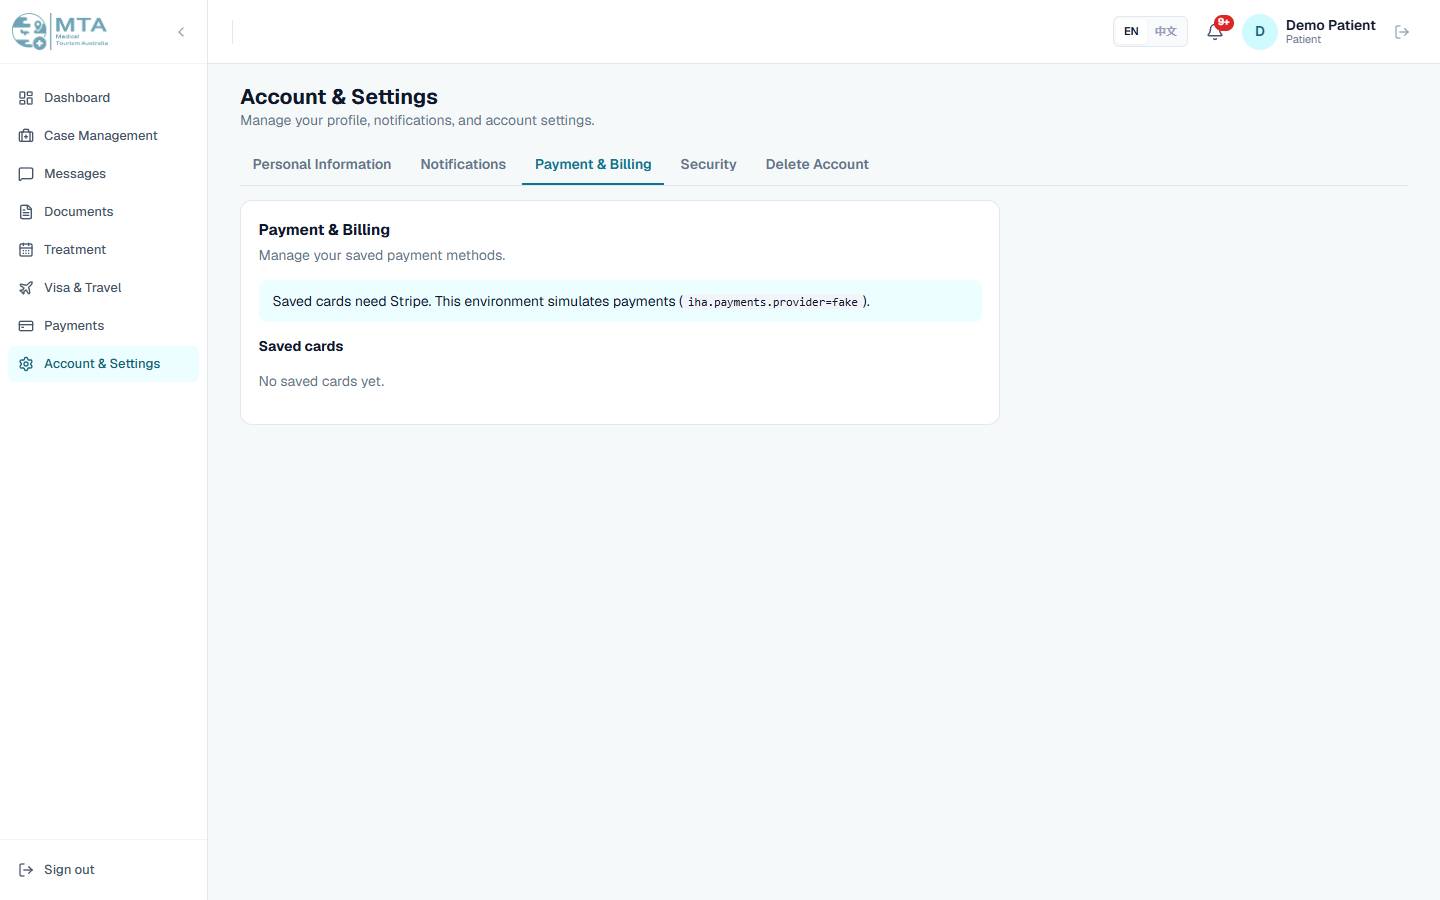 MTA
Medical
Tourism Australia
EN
中文
9+
D
Demo Patient
Patient
Dashboard
Case Management
Messages
Documents
Treatment
Visa & Travel
Payments
Account & Settings
Sign out
Account & Settings
Manage your profile, notifications, and account settings.
Personal Information
Notifications
Payment & Billing
Security
Delete Account
Payment & Billing
Manage your saved payment methods.
Saved cards need Stripe. This environment simulates payments ( iha.payments.provider=fake ).
Saved cards
No saved cards yet.